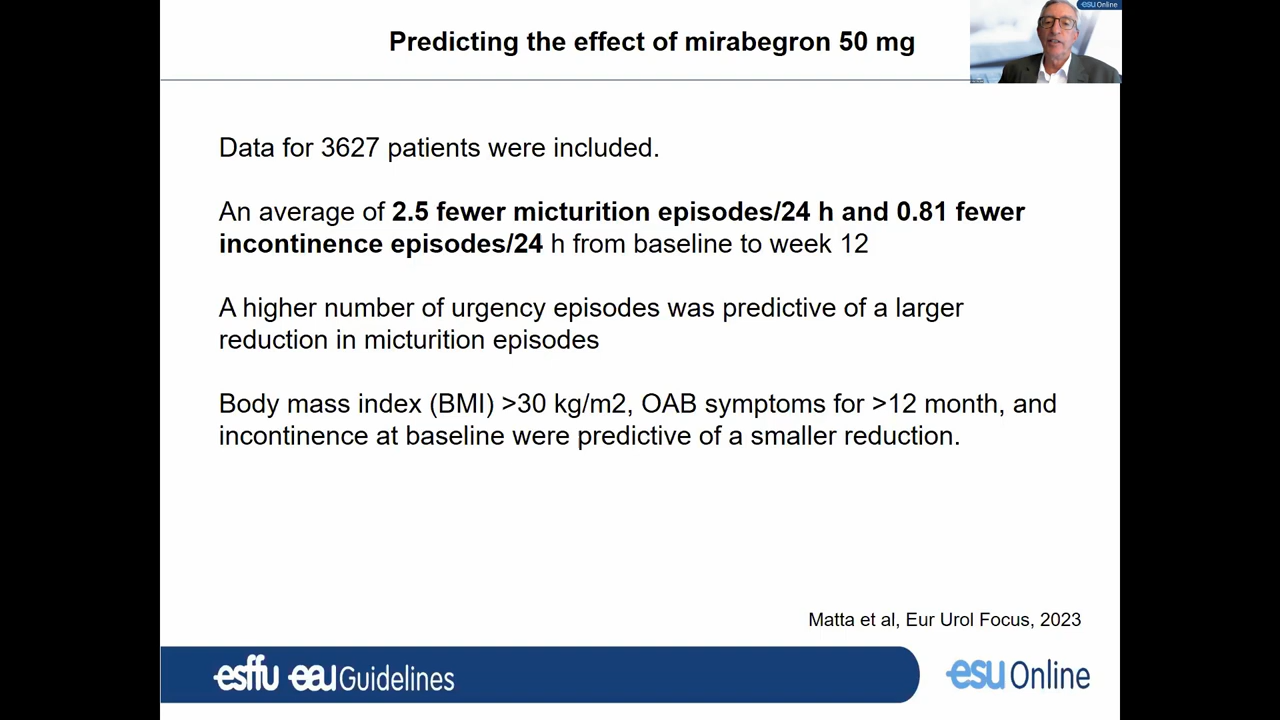 esu Online
Predicting the effect of mirabegron 50 mg
Data for 3627 patients were included.
An average of 2.5 fewer micturition episodes/24 h and 0.81 fewer
incontinence episodes/24 h from baseline to week 12
A higher number of urgency episodes was predictive of a larger
reduction in micturition episodes
Body mass index (BMI) >30 kg/m2, OAB symptoms for >12 month, and
incontinence at baseline were predictive of a smaller reduction.
Matta et al, Eur Urol Focus, 2023
esffu eau Guidelines
esu Online